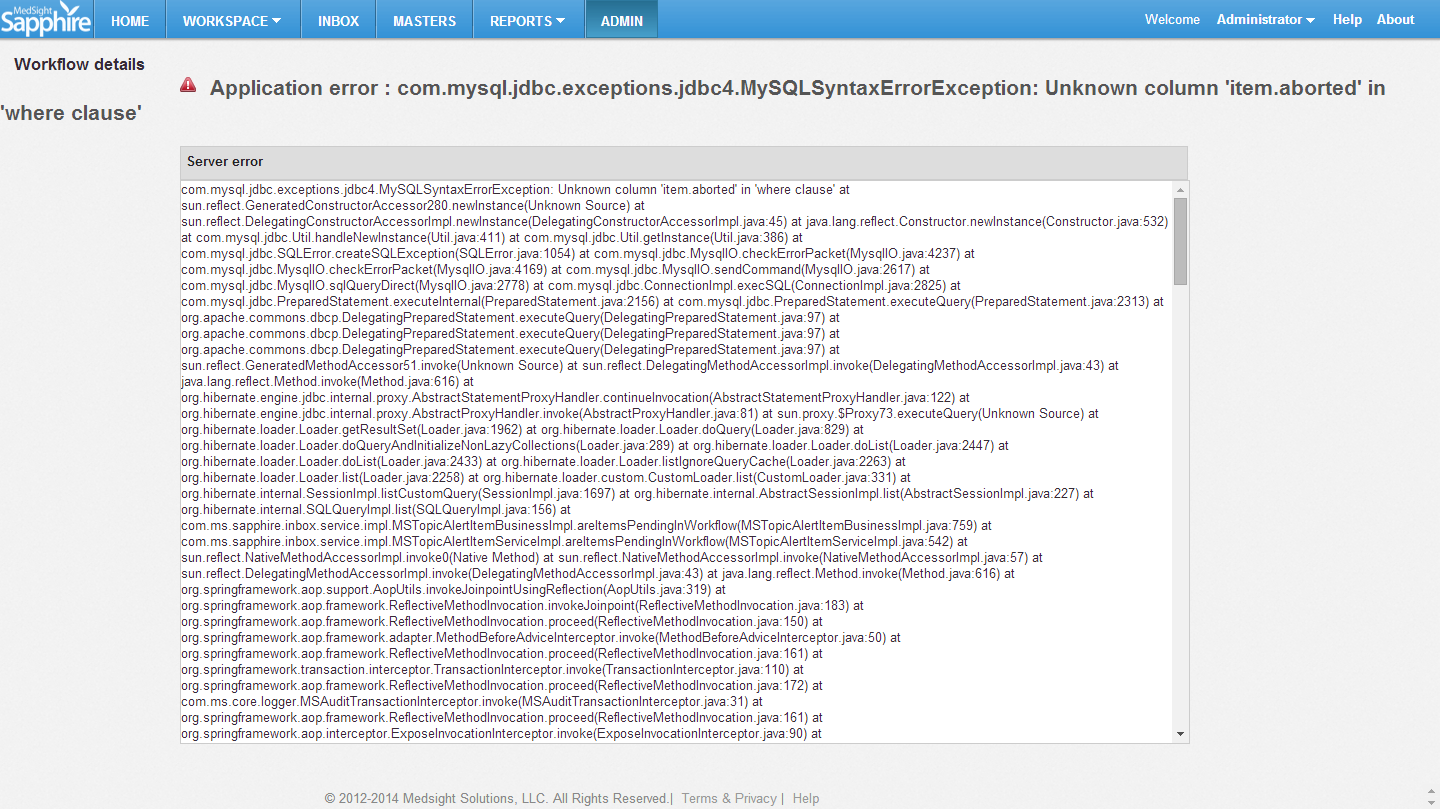 MedSight
Sapphire
HOME WORKSPACE INBOX MASTERS REPORTS ADMIN Welcome Administrator Help About
Workflow details
Application error : com.mysql.jdbc.exceptions.jdbc4.MySQLSyntaxErrorException: Unknown column 'item.aborted' in
'where clause'
Server error
com.mysql.jdbc.exceptions.jdbc4.MySQLSyntaxErrorException: Unknown column 'item.aborted' in 'where clause' at
sun.reflect.GeneratedConstructorAccessor280.newInstance(Unknown Source) at
sun.reflect.DelegatingConstructorAccessorImpl.newInstance(DelegatingConstructorAccessorImpl.java:45) at java.lang.reflect.Constructor.newInstance(Constructor.java:532)
at com.mysql.jdbc.Util.handleNewInstance(Util.java:411) at com.mysql.jdbc.Util.getInstance(Util.java:386) at
com.mysql.jdbc.SQLError.createSQLException(SQLError.java:1054) at com.mysql.jdbc.MysqlIO.checkErrorPacket(MysqlIO.java:4237) at
com.mysql.jdbc.MysqlIO.checkErrorPacket(MysqlIO.java:4169) at com.mysql.jdbc.MysqlIO.sendCommand(MysqlIO.java:2617) at
com.mysql.jdbc.MysqlIO.sqlQueryDirect(MysqlIO.java:2778) at com.mysql.jdbc.ConnectionImpl.execSQL(ConnectionImpl.java:2825) at
com.mysql.jdbc.PreparedStatement.executeInternal(PreparedStatement.java:2156) at com.mysql.jdbc.PreparedStatement.executeQuery(PreparedStatement.java:2313) at
org.apache.commons.dbcp.DelegatingPreparedStatement.executeQuery(DelegatingPreparedStatement.java:97) at
org.apache.commons.dbcp.DelegatingPreparedStatement.executeQuery(DelegatingPreparedStatement.java:97) at
org.apache.commons.dbcp.DelegatingPreparedStatement.executeQuery(DelegatingPreparedStatement.java:97) at
sun.reflect.GeneratedMethodAccessor51.invoke(Unknown Source) at sun.reflect.DelegatingMethodAccessorImpl.invoke(DelegatingMethodAccessorImpl.java:43) at
java.lang.reflect.Method.invoke(Method.java:616) at
org.hibernate.engine.jdbc.internal.proxy.AbstractStatementProxyHandler.continueInvocation(AbstractStatementProxyHandler.java:122) at
org.hibernate.engine.jdbc.internal.proxy.AbstractProxyHandler.invoke(AbstractProxyHandler.java:81) at sun.proxy.$Proxy73.executeQuery(Unknown Source) at
org.hibernate.loader.Loader.getResultSet(Loader.java:1962) at org.hibernate.loader.Loader.doQuery(Loader.java:829) at
org.hibernate.loader.Loader.doQueryAndInitializeNonLazyCollections(Loader.java:289) at org.hibernate.loader.Loader.doList(Loader.java:2447) at
org.hibernate.loader.Loader.doList(Loader.java:2433) at org.hibernate.loader.Loader.listIgnoreQueryCache(Loader.java:2263) at
org.hibernate.loader.Loader.list(Loader.java:2258) at org.hibernate.loader.custom.CustomLoader.list(CustomLoader.java:331) at
org.hibernate.internal.SessionImpl.listCustomQuery(SessionImpl.java:1697) at org.hibernate.internal.AbstractSessionImpl.list(AbstractSessionImpl.java:227) at
org.hibernate.internal.SQLQueryImpl.list(SQLQueryImpl.java:156) at
com.ms.sapphire.inbox.service.impl.MSTopicAlertItemBusinessImpl.areItemsPendingInWorkflow(MSTopicAlertItemBusinessImpl.java:759) at
com.ms.sapphire.inbox.service.impl.MSTopicAlertItemServiceImpl.areItemsPendingInWorkflow(MSTopicAlertItemServiceImpl.java:542) at
sun.reflect.NativeMethodAccessorImpl.invoke0(Native Method) at sun.reflect.NativeMethodAccessorImpl.invoke(NativeMethodAccessorImpl.java:57) at
sun.reflect.DelegatingMethodAccessorImpl.invoke(DelegatingMethodAccessorImpl.java:43) at java.lang.reflect.Method.invoke(Method.java:616) at
org.springframework.aop.support.AopUtils.invokeJoinpointUsingReflection(AopUtils.java:319) at
org.springframework.aop.framework.ReflectiveMethodInvocation.invokeJoinpoint(ReflectiveMethodInvocation.java:183) at
org.springframework.aop.framework.ReflectiveMethodInvocation.proceed(ReflectiveMethodInvocation.java:150) at
org.springframework.aop.framework.adapter.MethodBeforeAdviceInterceptor.invoke(MethodBeforeAdviceInterceptor.java:50) at
org.springframework.aop.framework.ReflectiveMethodInvocation.proceed(ReflectiveMethodInvocation.java:161) at
org.springframework.transaction.interceptor.TransactionInterceptor.invoke(TransactionInterceptor.java:110) at
org.springframework.aop.framework.ReflectiveMethodInvocation.proceed(ReflectiveMethodInvocation.java:172) at
com.ms.core.logger.MSAuditTransactionInterceptor.invoke(MSAuditTransactionInterceptor.java:31) at
org.springframework.aop.framework.ReflectiveMethodInvocation.proceed(ReflectiveMethodInvocation.java:161) at
org.springframework.aop.interceptor.ExposeInvocationInterceptor.invoke(ExposeInvocationInterceptor.java:90) at
© 2012-2014 Medsight Solutions, LLC. All Rights Reserved.| Terms & Privacy | Help